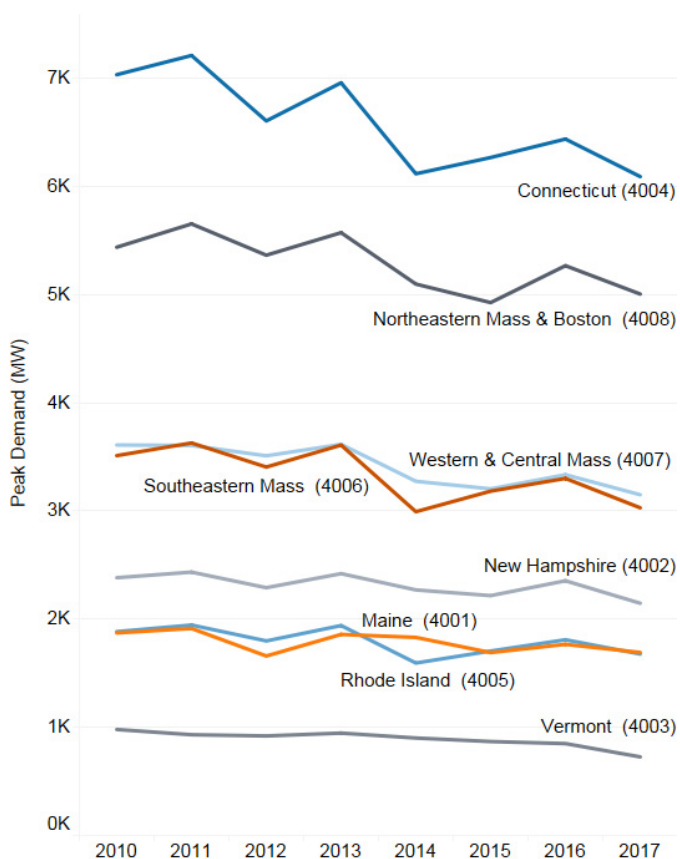 7K
6K
Connecticut (4004)
5K
Northeastern Mass & Boston (4008)
Peak Demand (MW)
4K
Western & Central Mass (4007)
Southeastern Mass (4006)
3K
New Hampshire (4002)
2K
Maine (4001)
Rhode Island (4005)
1K
Vermont (4003)
0K
2010 2011 2012 2013 2014 2015 2016 2017